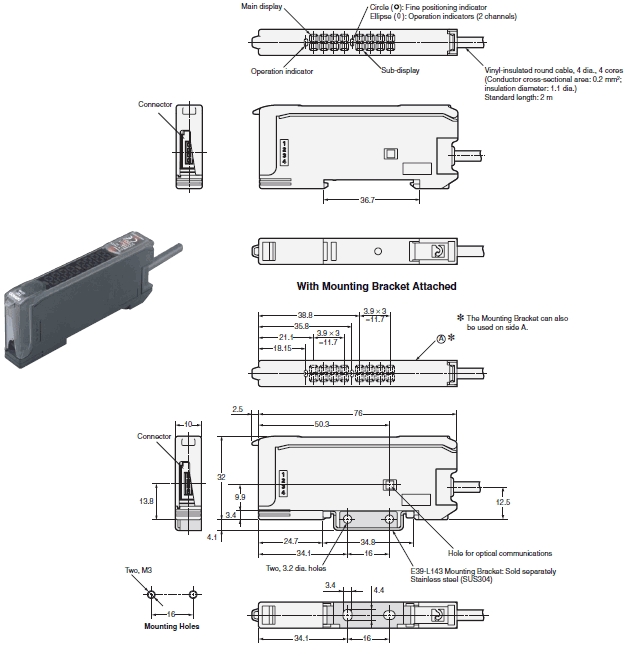 Main display
Circle (O): Fine positioning indicator
Ellipse (0): Operation indicators (2 channels)
Operation indicator
Sub-display
Vinyl-insulated round cable, 4 dia., 4 cores
(Conductor cross-sectional area: 0.2 mm²;
insulation diameter: 1.1 dia.)
Standard length: 2 m
Connector
1
2
3
4
36.7
With Mounting Bracket Attached
38.8
3.9 × 3
=11.7
35.8
3.9 × 3
=11.7
21.1
18.15
* The Mounting Bracket can also
be used on side A.
A *
2.5
76
10
50.3
Connector
32
1
2
3
4
13.8
9.9
12.5
3.4
4.1
24.7
34.8
34.1
16
Hole for optical communications
Two, 3.2 dia. holes
E39-L143 Mounting Bracket: Sold separately
Stainless steel (SUS304)
Two, M3
3.4
4.4
16
Mounting Holes
34.1
16